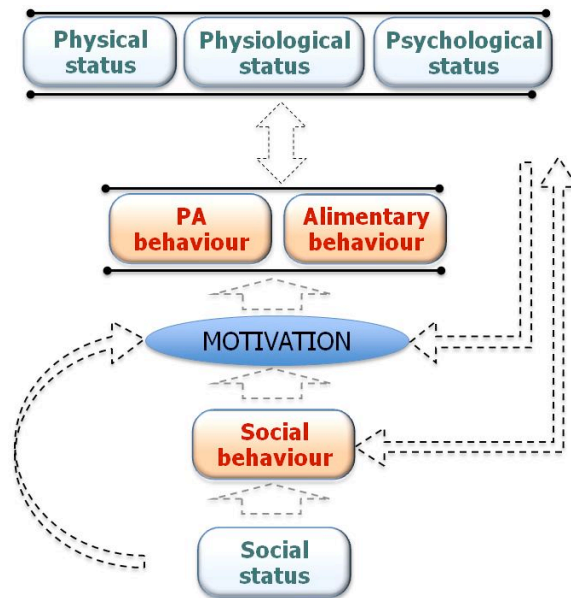 Physical
status
Physiological
status
Psychological
status
PA
behaviour
Alimentary
behaviour
MOTIVATION
Social
behaviour
Social
status